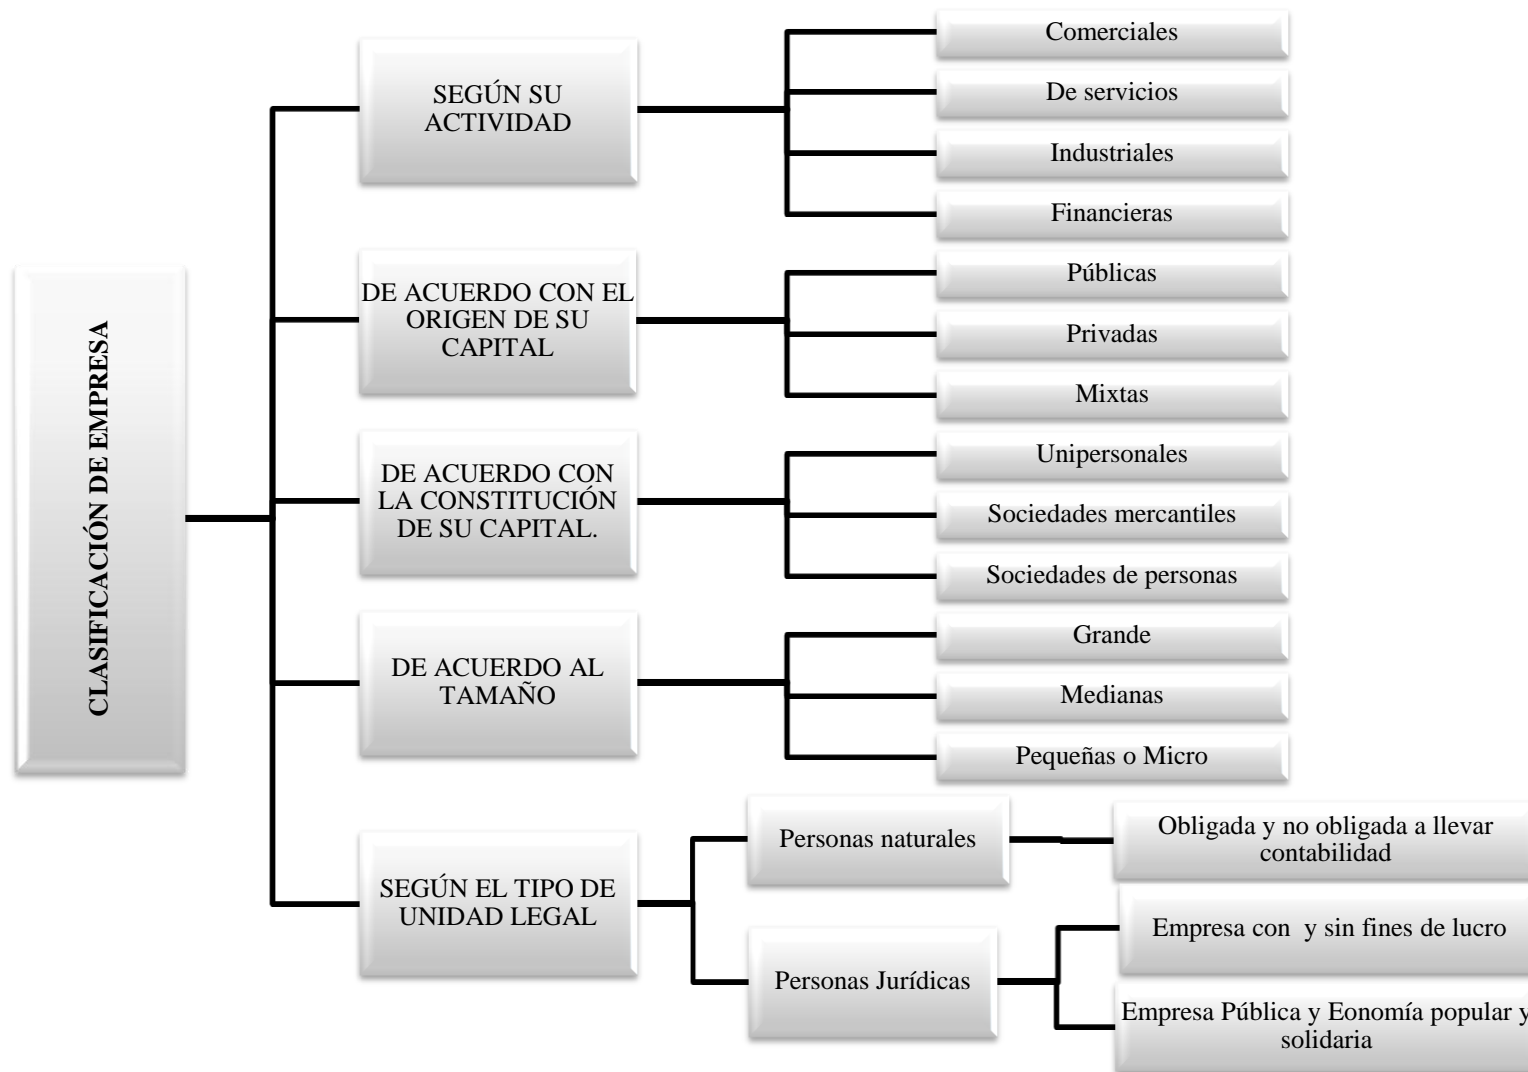 CLASIFICACIÓN DE EMPRESA
SEGÚN SU
ACTIVIDAD
Comerciales
De servicios
Industriales
Financieras
DE ACUERDO CON EL
ORIGEN DE SU
CAPITAL
Públicas
Privadas
Mixtas
DE ACUERDO CON
LA CONSTITUCIÓN
DE SU CAPITAL.
Unipersonales
Sociedades mercantiles
Sociedades de personas
DE ACUERDO AL
TAMAÑO
Grande
Medianas
Pequeñas o Micro
SEGÚN EL TIPO DE
UNIDAD LEGAL
Personas naturales
Obligada y no obligada a llevar
contabilidad
Personas Jurídicas
Empresa con  y sin fines de lucro
Empresa Pública y Eonomía popular y
solidaria